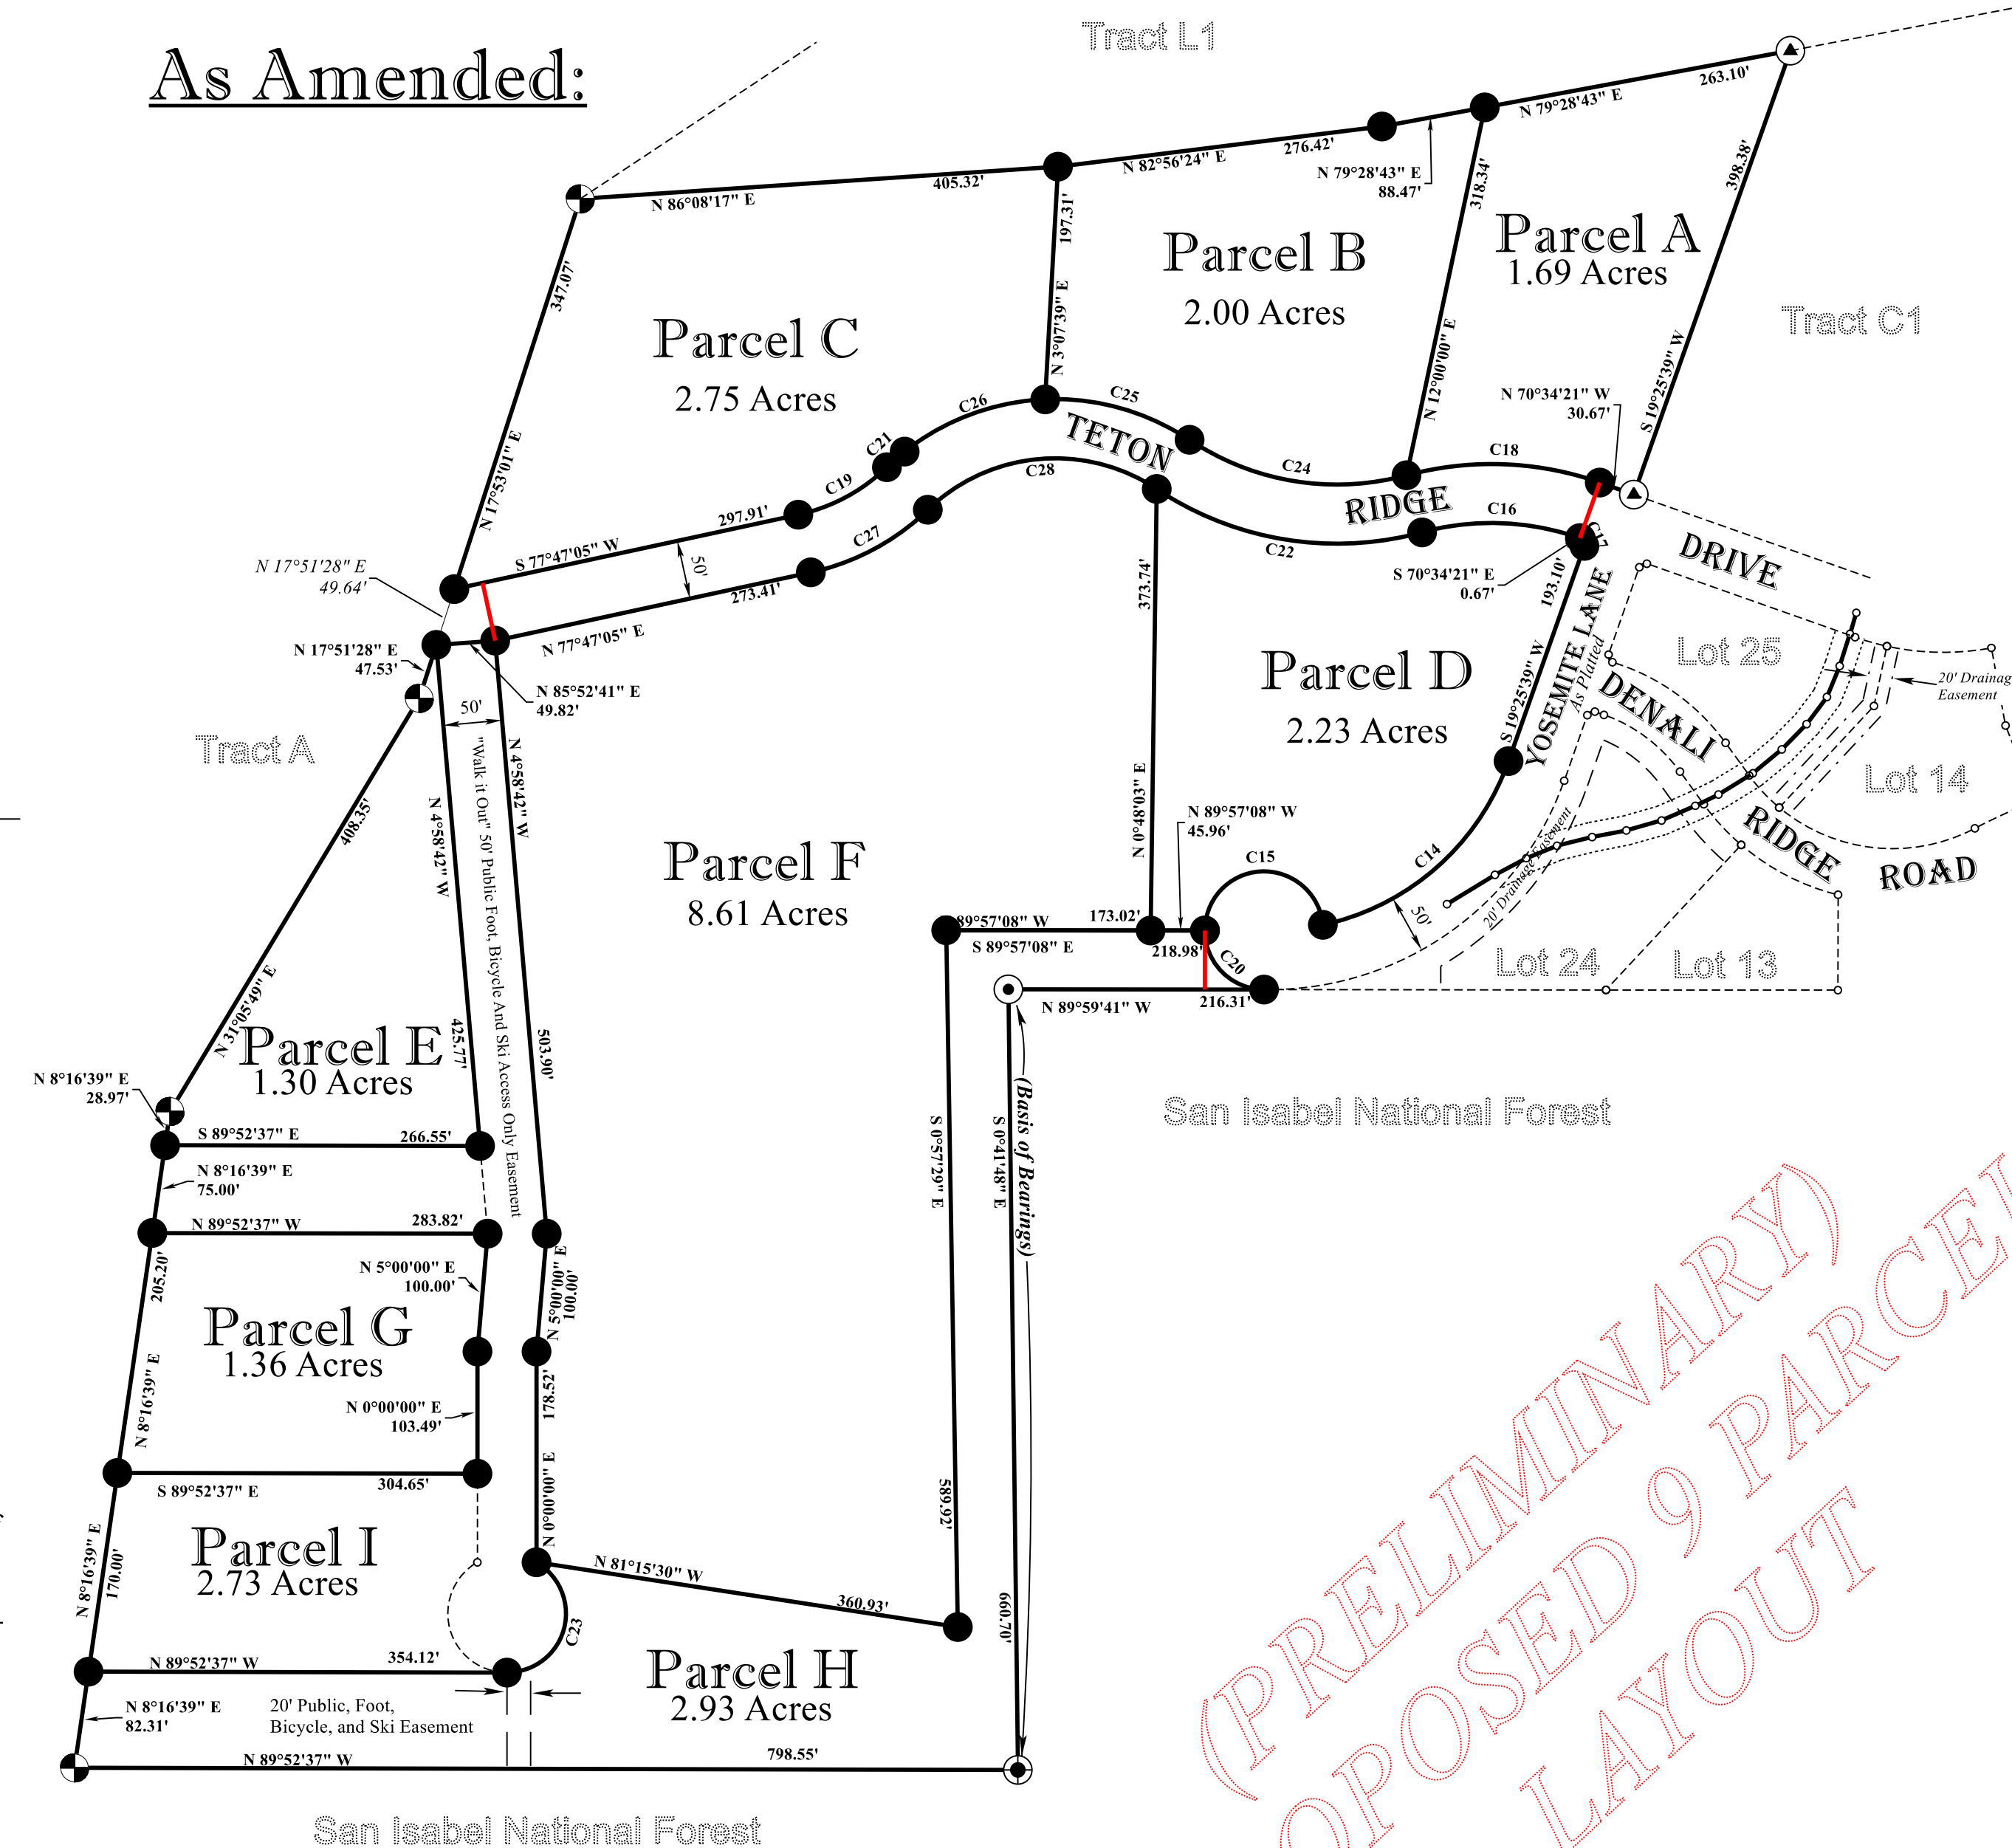 As Amended:
Tract L1
263.10'
N 79°28'43" E
276.42'
N 82°56'24" E
N 79°28'43" E
88.47'
405.32'
N 86°08'17" E
398.38'
S 19°25'39" W
318.34'
N 12°00'00" E
197.31'
N 3°07'39" E
347.07'
N 17°53'01" E
Parcel A
1.69 Acres
Parcel B
2.00 Acres
Parcel C
2.75 Acres
Tract C1
N 70°34'21" W
30.67'
C26
C25
C21
C19
C24
C18
C16
C17
C28
C27
C22
TETON
RIDGE
DRIVE
297.91'
S 77°47'05" W
50'
273.41'
N 77°47'05" E
N 17°51'28" E
49.64'
N 17°51'28" E
47.53'
N 85°52'41" E
49.82'
50'
S 70°34'21" E
0.67'
193.10'
S 19°25'39" W
YOSEMITE LANE
As Platted
373.74'
N 0°48'03" E
Parcel D
2.23 Acres
Lot 25
DENALI
RIDGE
ROAD
20' Drainag
Easement
Lot 14
Tract A
408.35'
N 31°05'49" E
N 4°58'42" W
425.77'
"Walk it Out" 50' Public Foot, Bicycle And Ski Access Only Easement
N 4°58'42" W
503.90'
Parcel F
8.61 Acres
N 89°57'08" W
45.96'
C15
C14
C20
50'
20' Drainage Easement
89°57'08" W
173.02'
S 89°57'08" E
218.98'
N 89°59'41" W
216.31'
Lot 24
Lot 13
Parcel E
1.30 Acres
N 8°16'39" E
28.97'
S 89°52'37" E
266.55'
N 8°16'39" E
75.00'
N 89°52'37" W
283.82'
San Isabel National Forest
S 0°57'29" E
589.92'
S 0°41'48" E
660.70'
(Basis of Bearings)
205.20'
N 8°16'39" E
Parcel G
1.36 Acres
N 5°00'00" E
100.00'
N 5°00'00" E
100.00'
N 0°00'00" E
103.49'
178.52'
N 0°00'00" E
S 89°52'37" E
304.65'
Parcel I
2.73 Acres
N 8°16'39" E
170.00'
N 81°15'30" W
360.93'
C23
N 89°52'37" W
354.12'
Parcel H
2.93 Acres
N 8°16'39" E
82.31'
20' Public, Foot,
Bicycle, and Ski Easement
N 89°52'37" W
798.55'
San Isabel National Forest
(PRELIMINARY)
OPOSED 9 PARCEL
LAYOUT